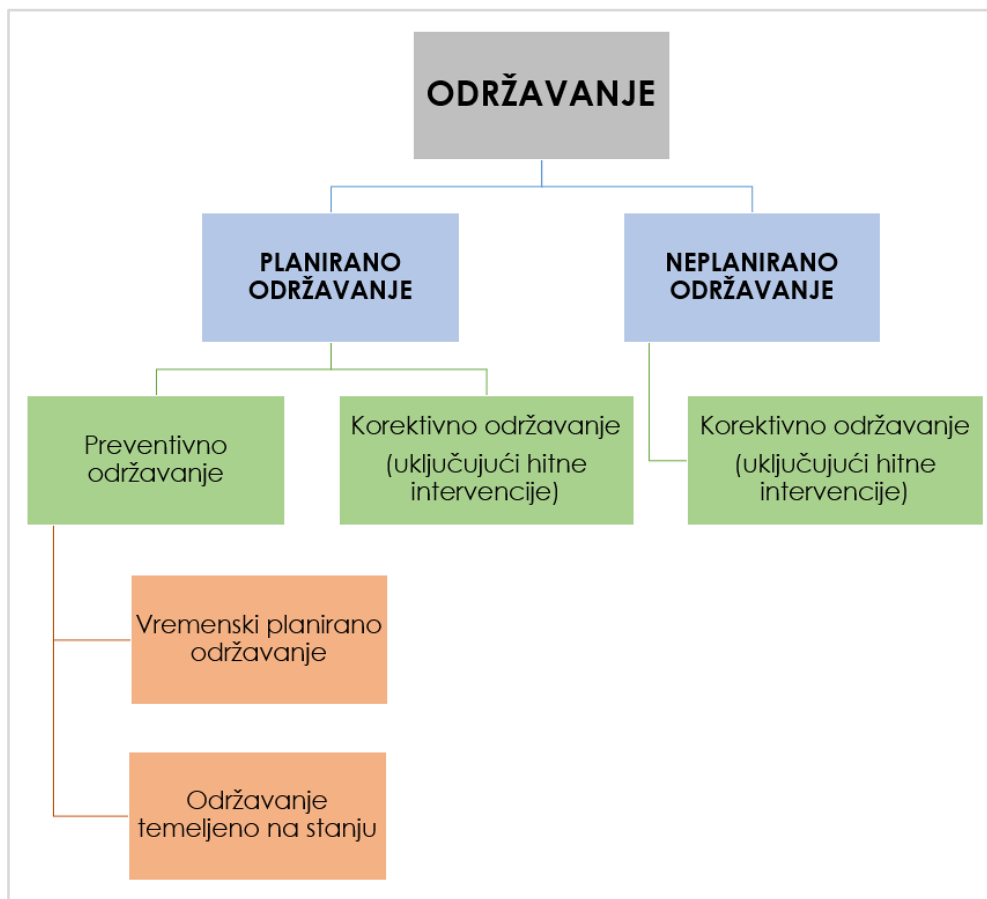 ODRŽAVANJE
PLANIRANO
ODRŽAVANJE
NEPLANIRANO
ODRŽAVANJE
Preventivno
održavanje
Korektivno održavanje
(uključujući hitne
intervencije)
Korektivno održavanje
(uključujući hitne
intervencije)
Vremenski planirano
održavanje
Održavanje
temeljeno na stanju